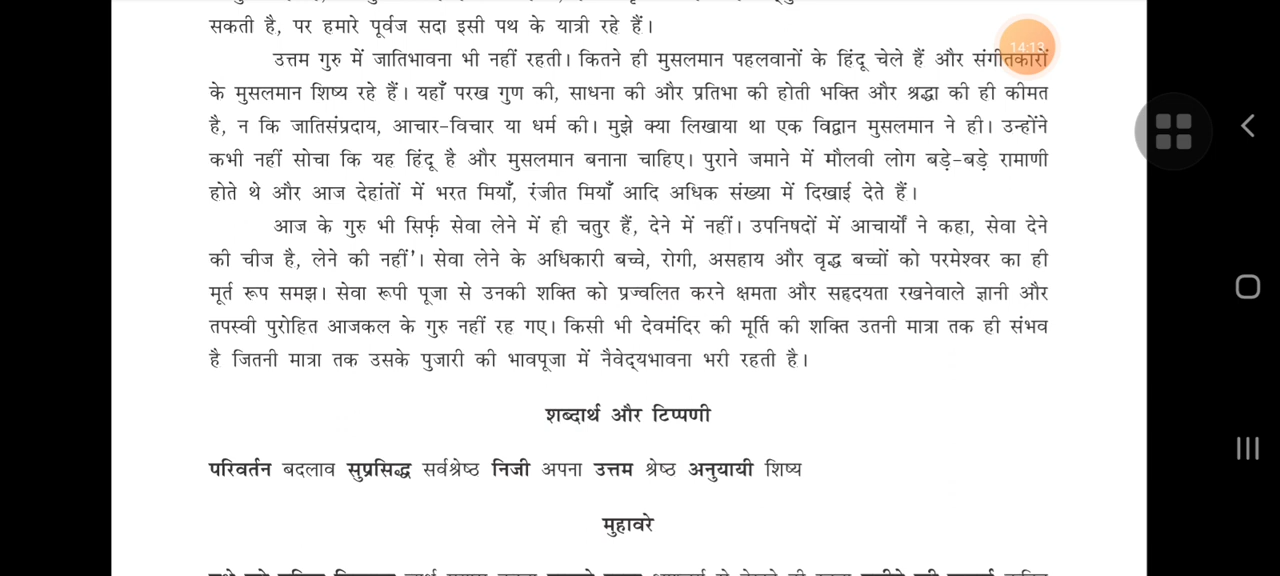 सकती है, पर हमारे पूर्वज सदा इसी पथ के यात्री रहे हैं।
14:13
उत्तम गुरु में जातिभावना भी नहीं रहती। कितने ही मुसलमान पहलवानों के हिंदू चेले हैं और संगीतकारों
के मुसलमान शिष्य रहे हैं। यहाँ परख गुण की, साधना की और प्रतिभा की होती भक्ति और श्रद्धा की ही कीमत
है, न कि जातिसंप्रदाय, आचार-विचार या धर्म की। मुझे क्या लिखाया था एक विद्वान मुसलमान ने ही। उन्होंने
कभी नहीं सोचा कि यह हिंदू है और मुसलमान बनाना चाहिए। पुराने जमाने में मौलवी लोग बड़े-बड़े रामाणी
होते थे और आज देहांतों में भरत मियाँ, रंजीत मियाँ आदि अधिक संख्या में दिखाई देते हैं।
आज के गुरु भी सिर्फ़ सेवा लेने में ही चतुर हैं, देने में नहीं। उपनिषदों में आचार्यों ने कहा, सेवा देने
की चीज है, लेने की नहीं'। सेवा लेने के अधिकारी बच्चे, रोगी, असहाय और वृद्ध बच्चों को परमेश्वर का ही
मूर्त रूप समझ। सेवा रूपी पूजा से उनकी शक्ति को प्रज्वलित करने क्षमता और सहृदयता रखनेवाले ज्ञानी और
तपस्वी पुरोहित आजकल के गुरु नहीं रह गए। किसी भी देवमंदिर की मूर्ति की शक्ति उतनी मात्रा तक ही संभव
है जितनी मात्रा तक उसके पुजारी की भावपूजा में नैवेद्यभावना भरी रहती है।
शब्दार्थ और टिप्पणी
परिवर्तन बदलाव सुप्रसिद्ध सर्वश्रेष्ठ निजी अपना उत्तम श्रेष्ठ अनुयायी शिष्य
मुहावरे